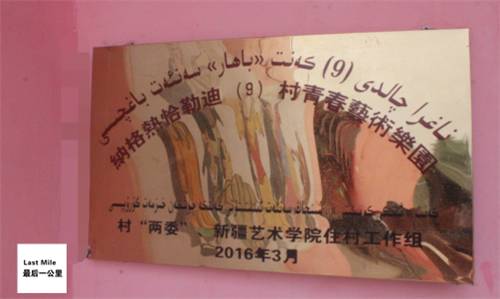 ناغرا چالدى (9) كەنت «باھار» سەنئەت باغچىسى
納格熱恰勒迪（9）村青春藝術樂園
村“两委” 新疆艺术学院住村工作组
2016年3月
Last Mile
最后一公里